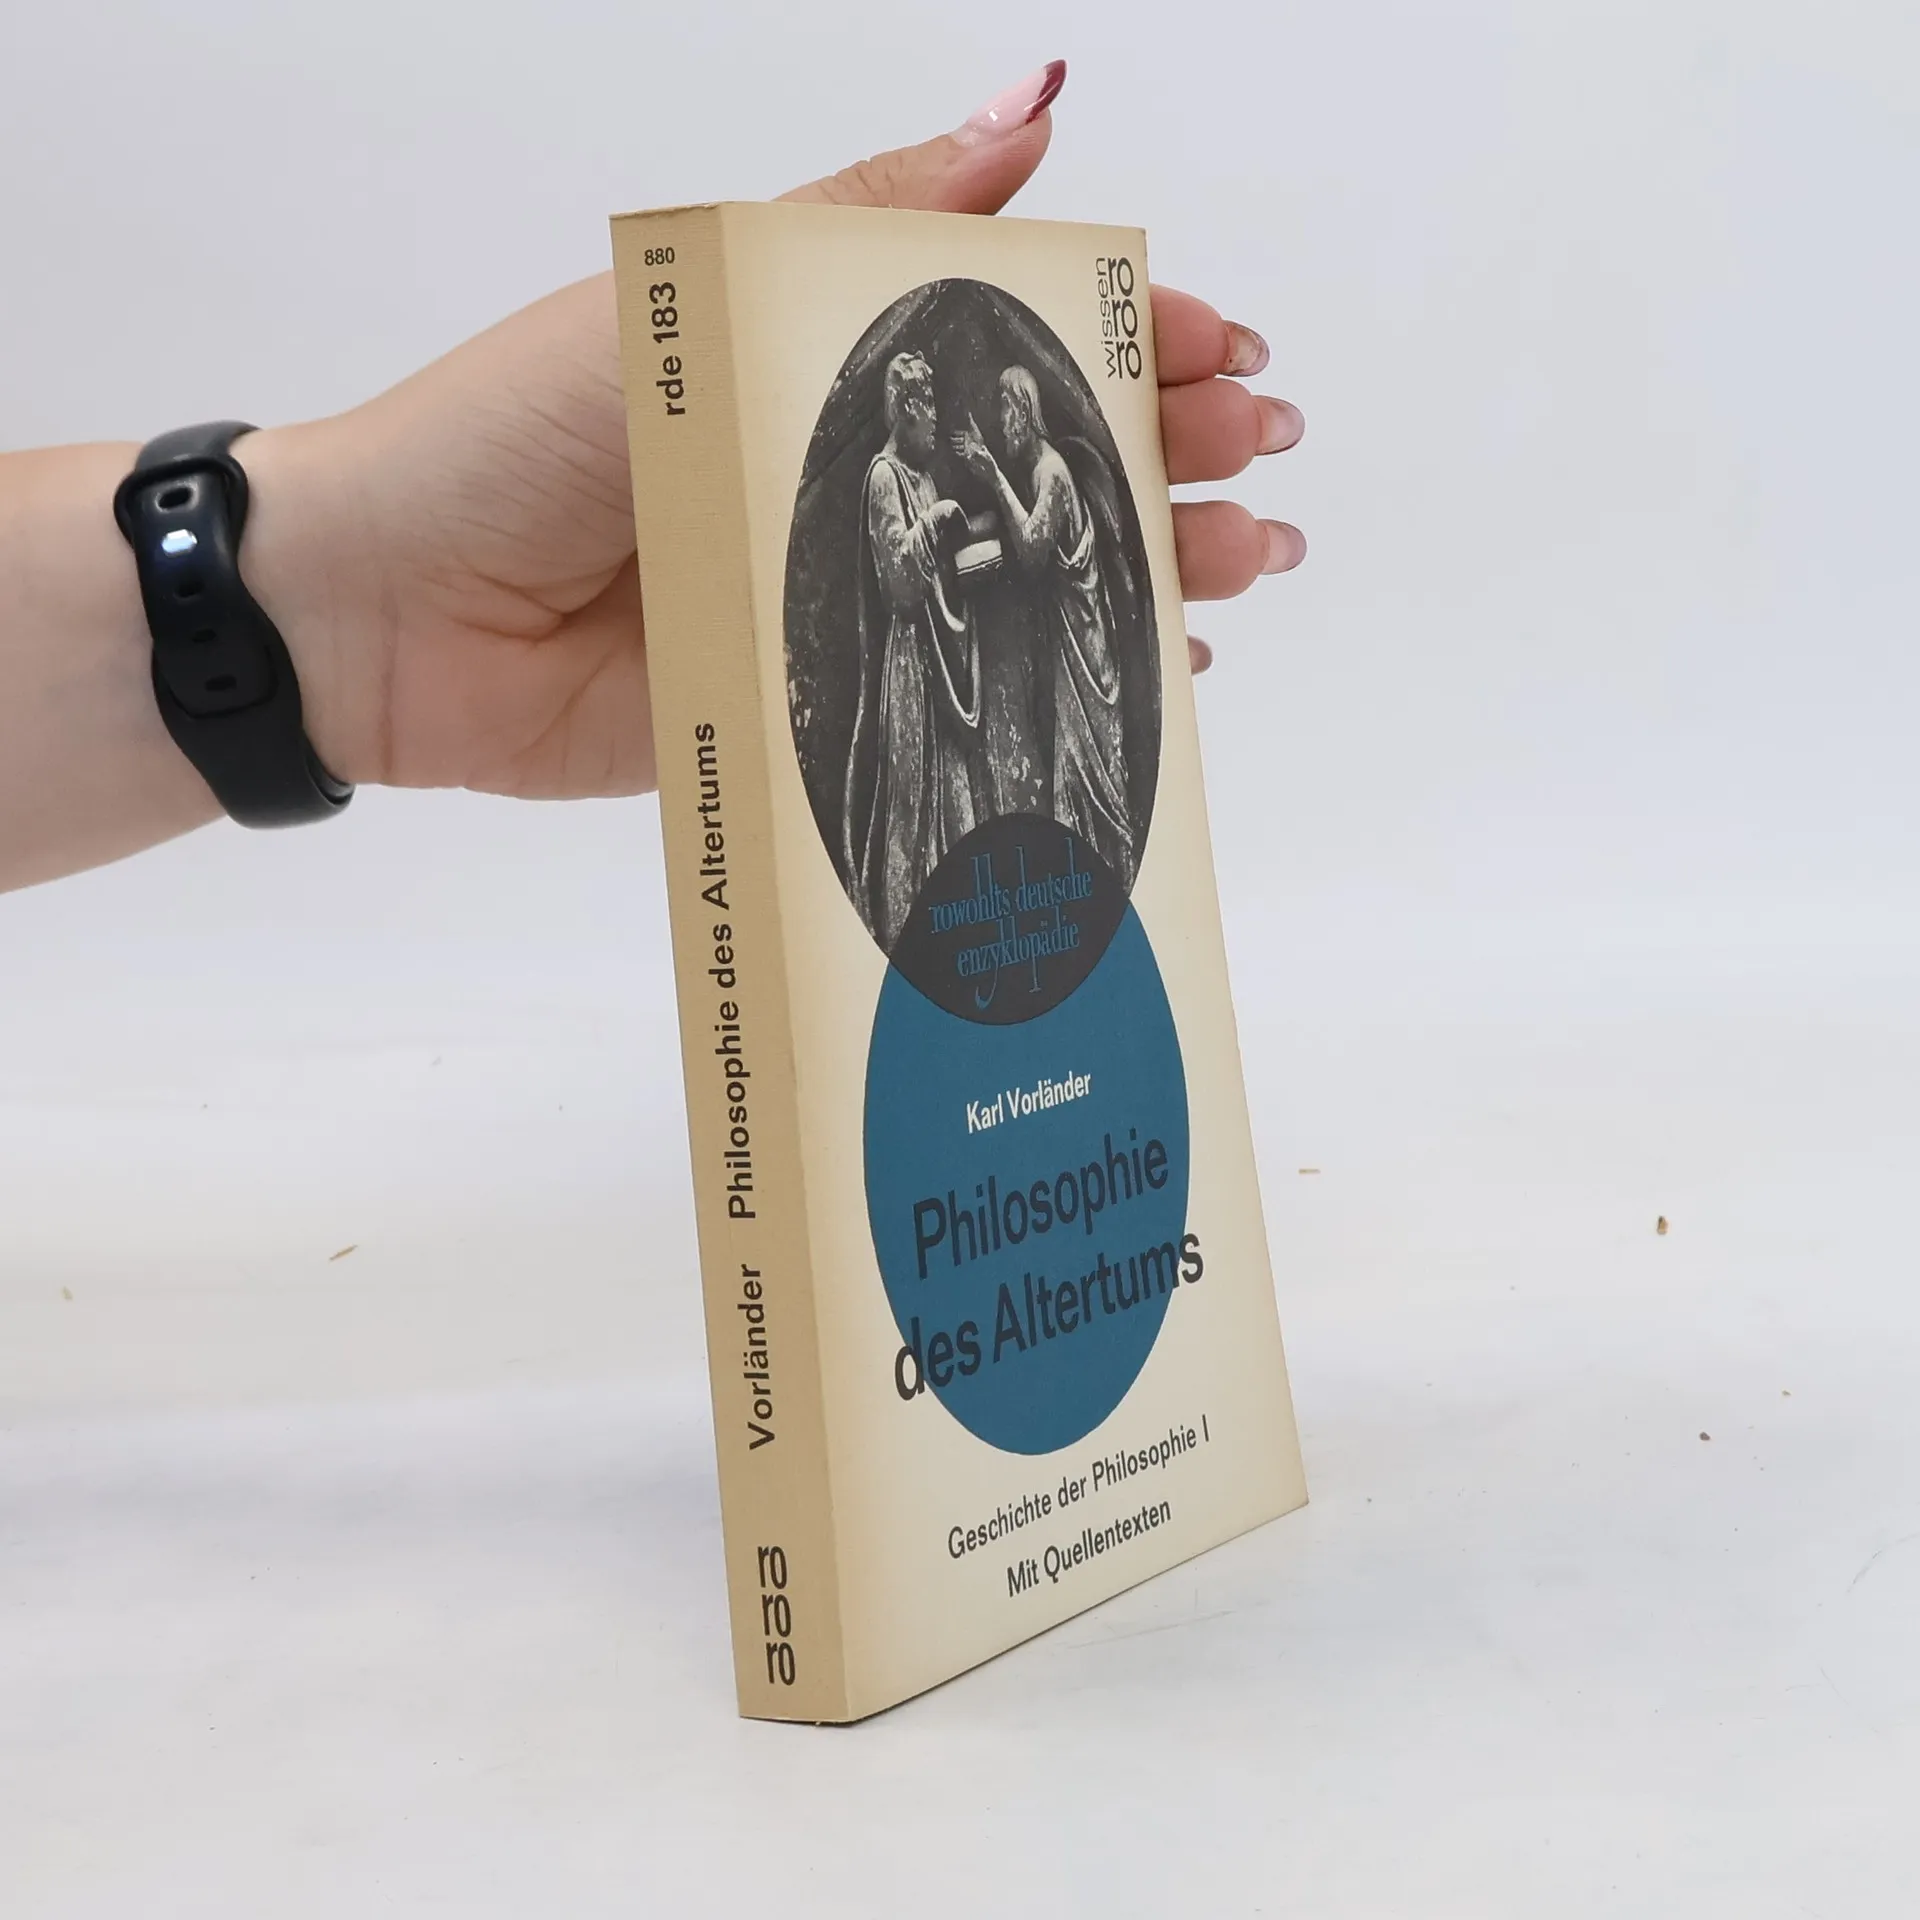 880
rde 183
Vorländer Philosophie des Altertums
ro
ro
ro
wissen
ro
ro
ro
rowohlts deutsche
enzyklopädie
Karl Vorländer
Philosophie
des Altertums
Geschichte der Philosophie I
Mit Quellentexten